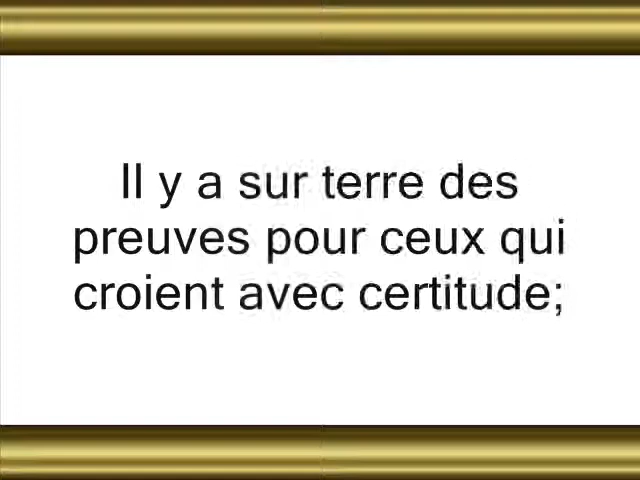 Il y a sur terre des
preuves pour ceux qui
croient avec certitude;